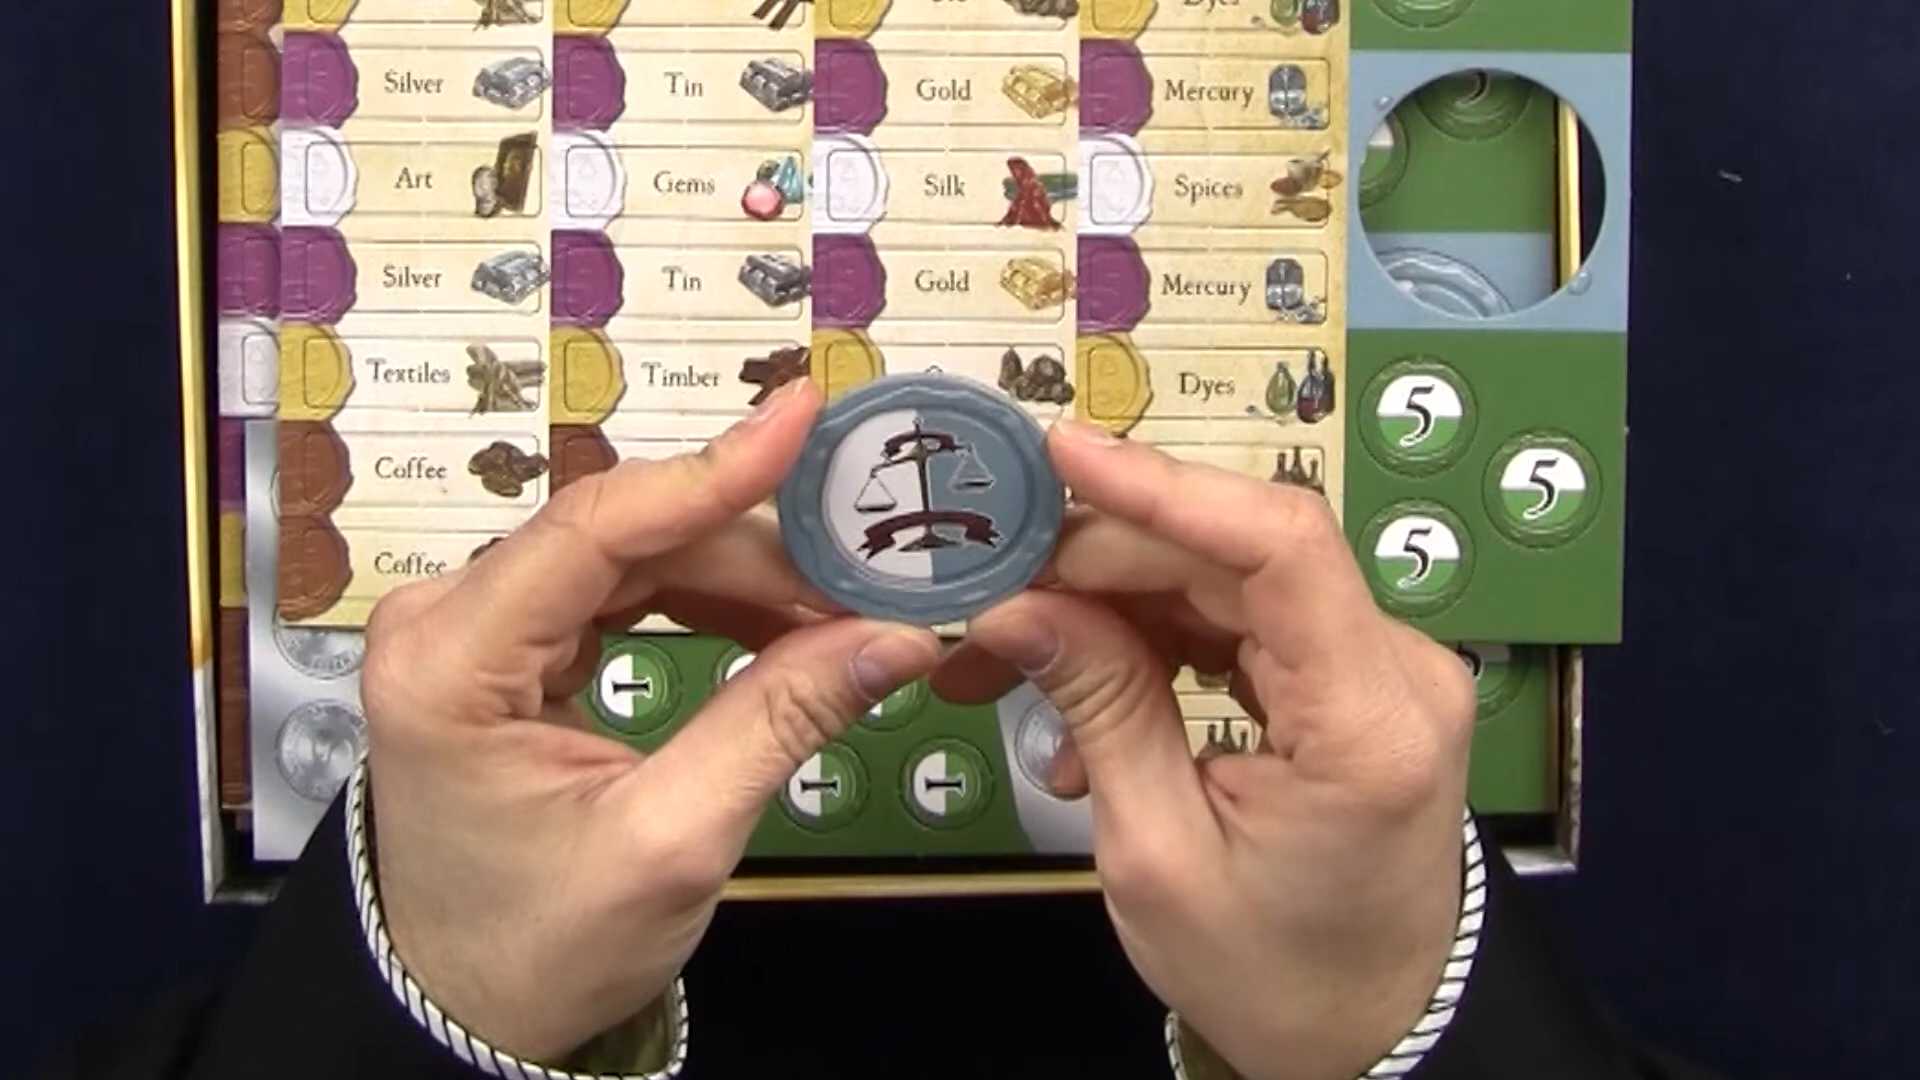 Dyes
Silver
Tin
Gold
Mercury
Art
Gems
Silk
Spices
Silver
Tin
Gold
Mercury
Textiles
Timber
Dyes
5
Coffee
5
5
Coffee
1
1
1